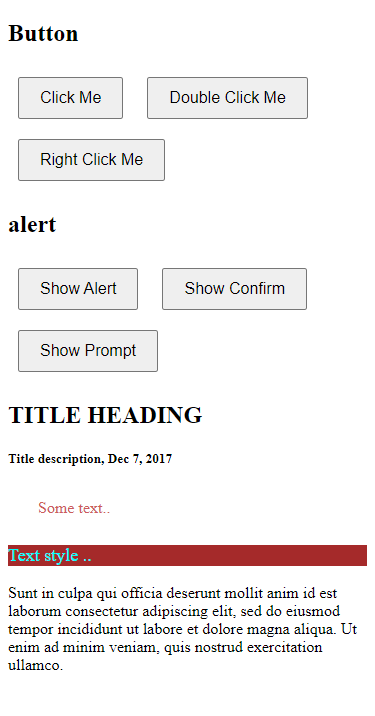 Button
Click Me Double Click Me
Right Click Me
alert
Show Alert Show Confirm
Show Prompt
TITLE HEADING
Title description, Dec 7, 2017
Some text..
Text style ..
Sunt in culpa qui officia deserunt mollit anim id est
laborum consectetur adipiscing elit, sed do eiusmod
tempor incididunt ut labore et dolore magna aliqua. Ut
enim ad minim veniam, quis nostrud exercitation
ullamco.